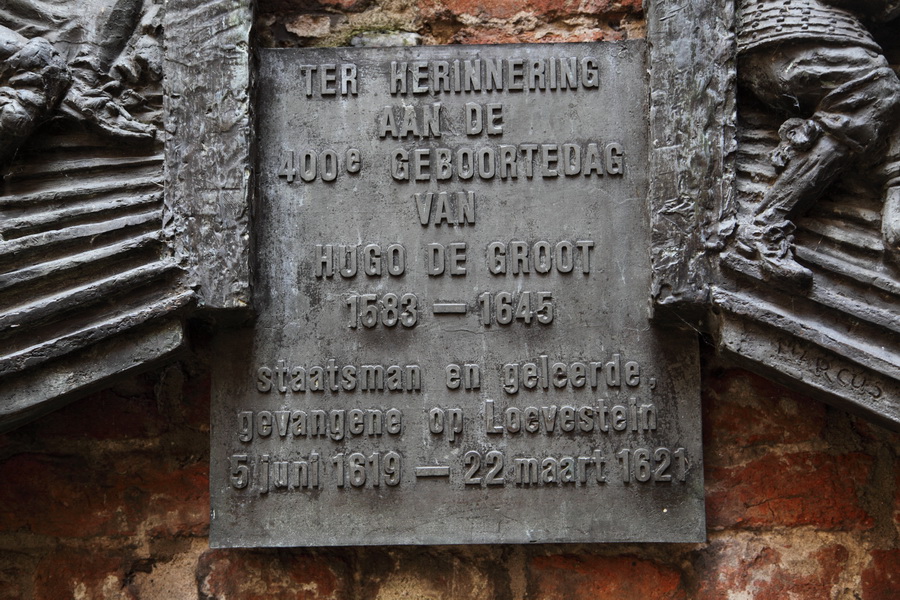 TER HERINNERING
AAN DE
400e GEBOORTEDAG
VAN
HUGO DE GROOT
1583 — 1645
staatsman en geleerde,
gevangene op Loevestein
5 juni 1619 — 22 maart 1621
MARCUS